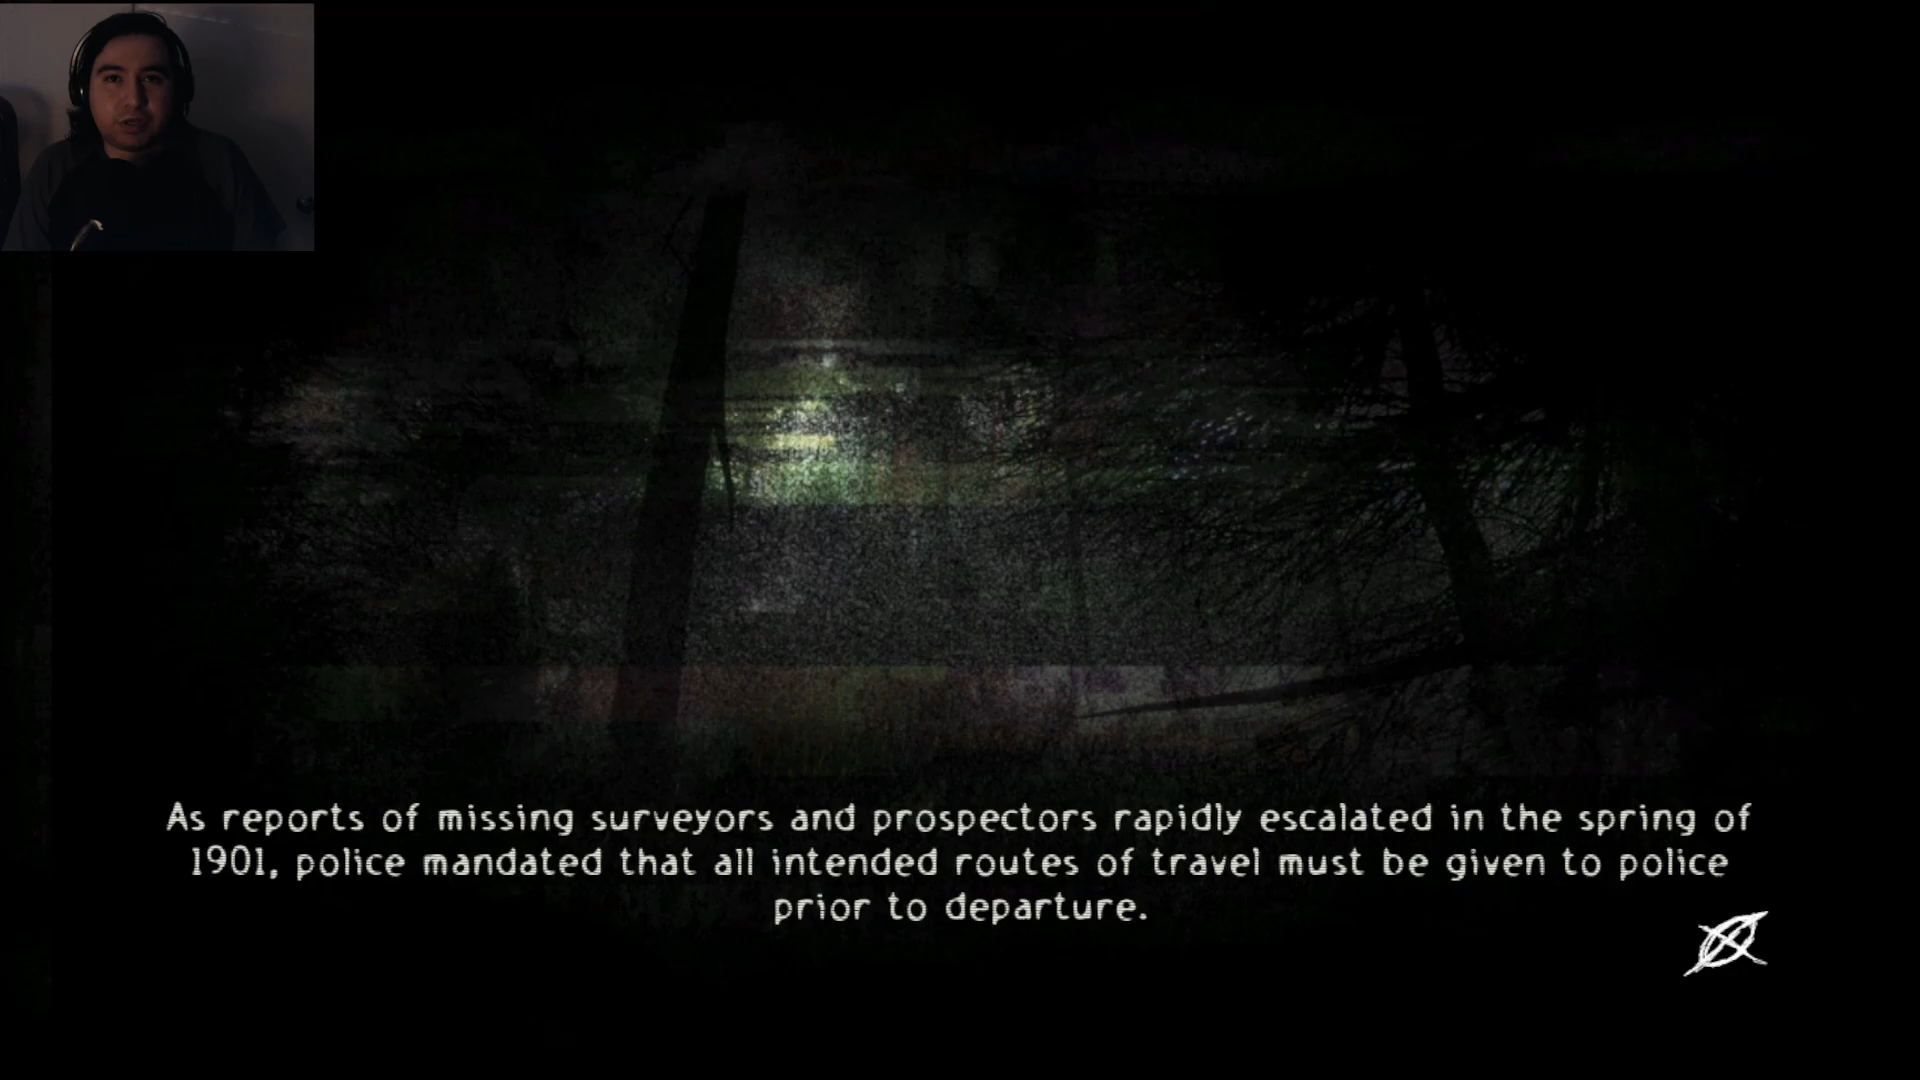 As reports of missing surveyors and prospectors rapidly escalated in the spring of
1901, police mandated that all intended routes of travel must be given to police
prior to departure.